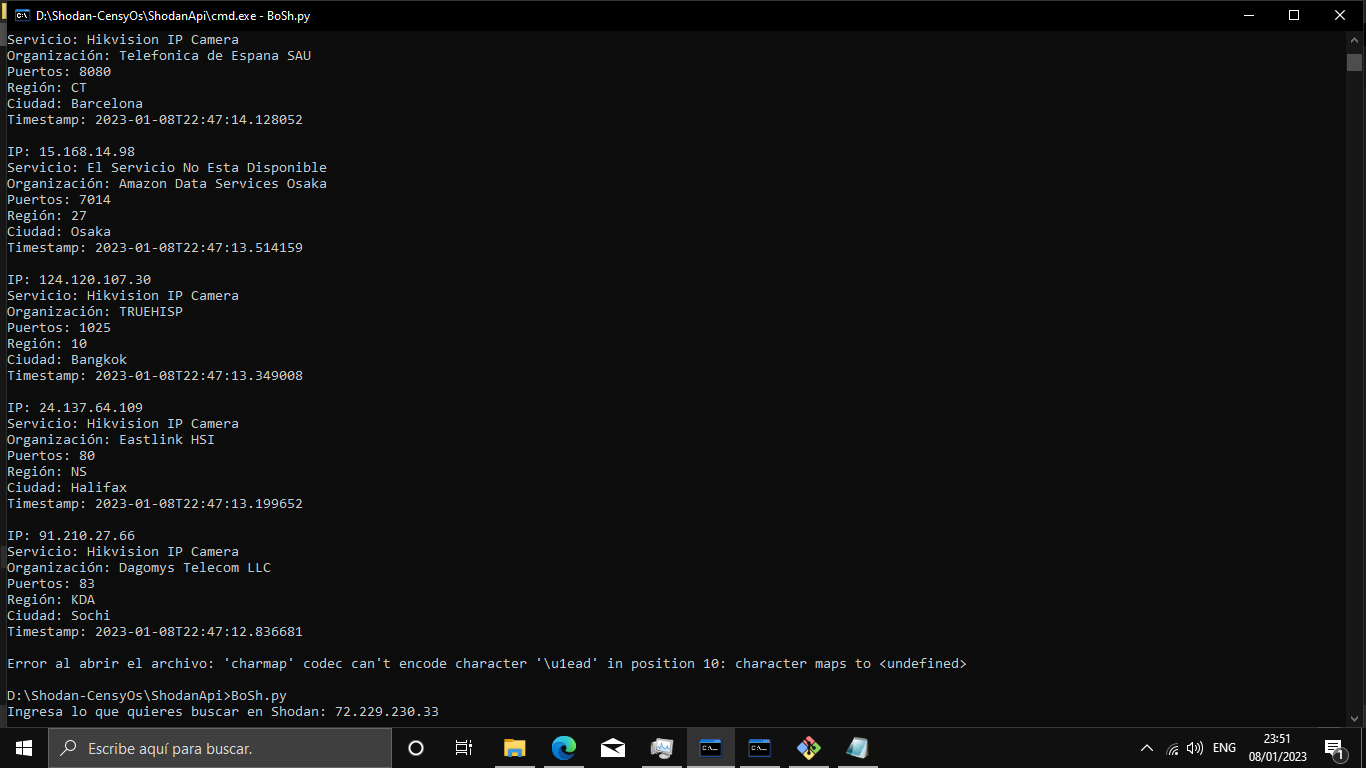 D:\Shodan-CensyOs\ShodanApi\cmd.exe - BoSh.py
Servicio: Hikvision IP Camera
Organización: Telefonica de Espana SAU
Puertos: 8080
Región: CT
Ciudad: Barcelona
Timestamp: 2023-01-08T22:47:14.128052
IP: 15.168.14.98
Servicio: El Servicio No Esta Disponible
Organización: Amazon Data Services Osaka
Puertos: 7014
Región: 27
Ciudad: Osaka
Timestamp: 2023-01-08T22:47:13.514159
IP: 124.120.107.30
Servicio: Hikvision IP Camera
Organización: TRUEHISP
Puertos: 1025
Región: 10
Ciudad: Bangkok
Timestamp: 2023-01-08T22:47:13.349008
IP: 24.137.64.109
Servicio: Hikvision IP Camera
Organización: Eastlink HSI
Puertos: 80
Región: NS
Ciudad: Halifax
Timestamp: 2023-01-08T22:47:13.199652
IP: 91.210.27.66
Servicio: Hikvision IP Camera
Organización: Dagomys Telecom LLC
Puertos: 83
Región: KDA
Ciudad: Sochi
Timestamp: 2023-01-08T22:47:12.836681
Error al abrir el archivo: 'charmap' codec can't encode character '\u1ead' in position 10: character maps to <undefined>
D:\Shodan-CensyOs\ShodanApi>BoSh.py
Ingresa lo que quieres buscar en Shodan: 72.229.230.33
Escribe aquí para buscar.
ENG
23:51
08/01/2023
1